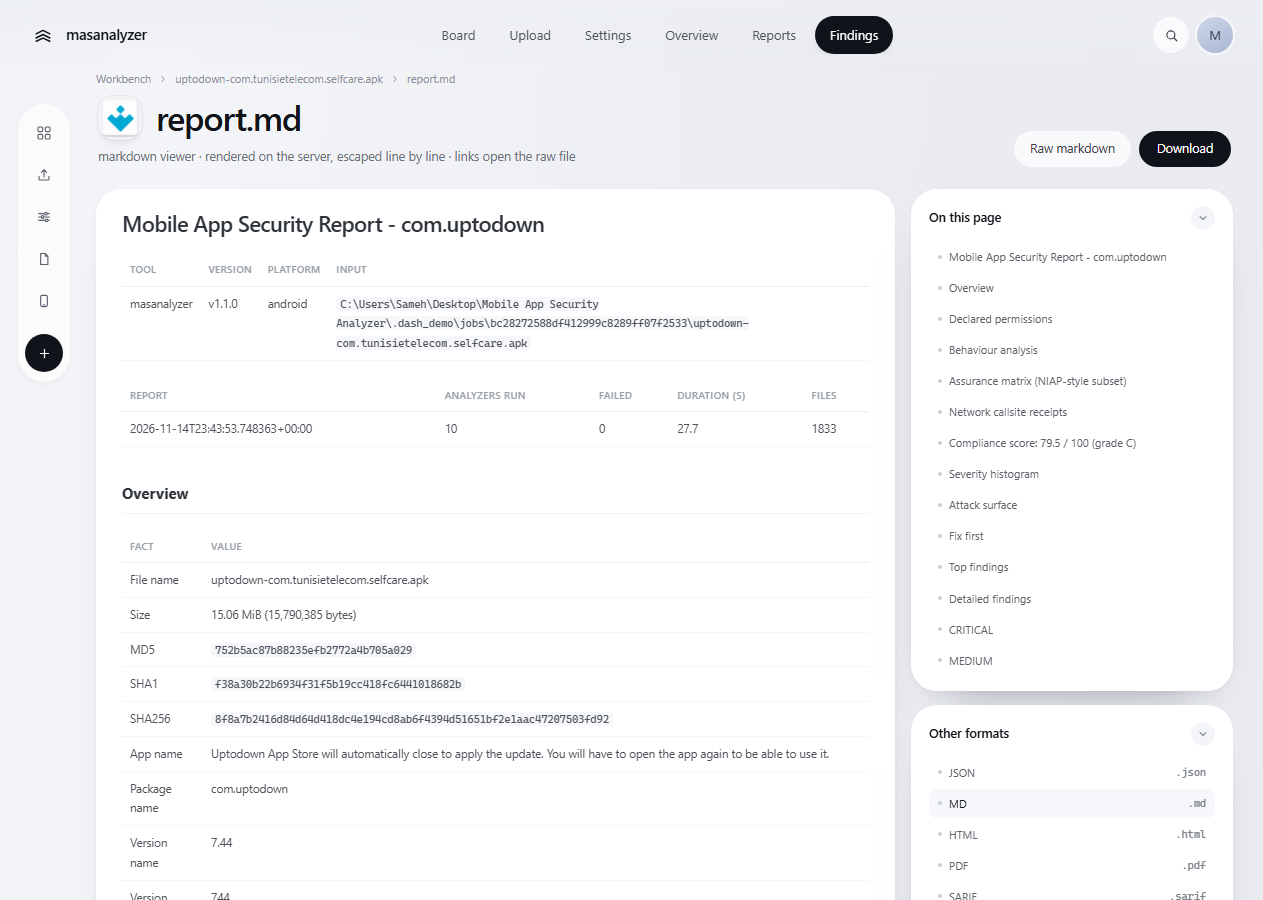 masanalyzer
Board Upload Settings Overview Reports Findings
M
Workbench > uptodown-com.tunisietelecom.selfcare.apk > report.md
report.md
markdown viewer · rendered on the server, escaped line by line · links open the raw file
Raw markdown Download
Mobile App Security Report - com.uptodown
TOOL VERSION PLATFORM INPUT
masanalyzer v1.1.0 android C:\Users\Sameh\Desktop\Mobile App Security
Analyzer\.dash_demo\jobs\bc28272588df412999c8289ff07f2533\uptodown-
com.tunisietelecom.selfcare.apk
REPORT ANALYZERS RUN FAILED DURATION (S) FILES
2026-11-14T23:43:53.748363+00:00 10 0 27.7 1833
Overview
FACT VALUE
File name uptodown-com.tunisietelecom.selfcare.apk
Size 15.06 MiB (15,790,385 bytes)
MD5 752b5ac87b88235efb2772a4b705a029
SHA1 f38a30b22b6934f31f5b19cc418fc6441018682b
SHA256 8f8a7b2416d84d64d418dc4e194cd8ab6f4394d51651bf2e1aac47207503fd92
App name Uptodown App Store will automatically close to apply the update. You will have to open the app again to be able to use it.
Package
name
com.uptodown
Version
name
7.44
Version 744
On this page
Mobile App Security Report - com.uptodown
Overview
Declared permissions
Behaviour analysis
Assurance matrix (NIAP-style subset)
Network callsite receipts
Compliance score: 79.5 / 100 (grade C)
Severity histogram
Attack surface
Fix first
Top findings
Detailed findings
CRITICAL
MEDIUM
Other formats
JSON .json
MD .md
HTML .html
PDF .pdf
SARIF .sarif